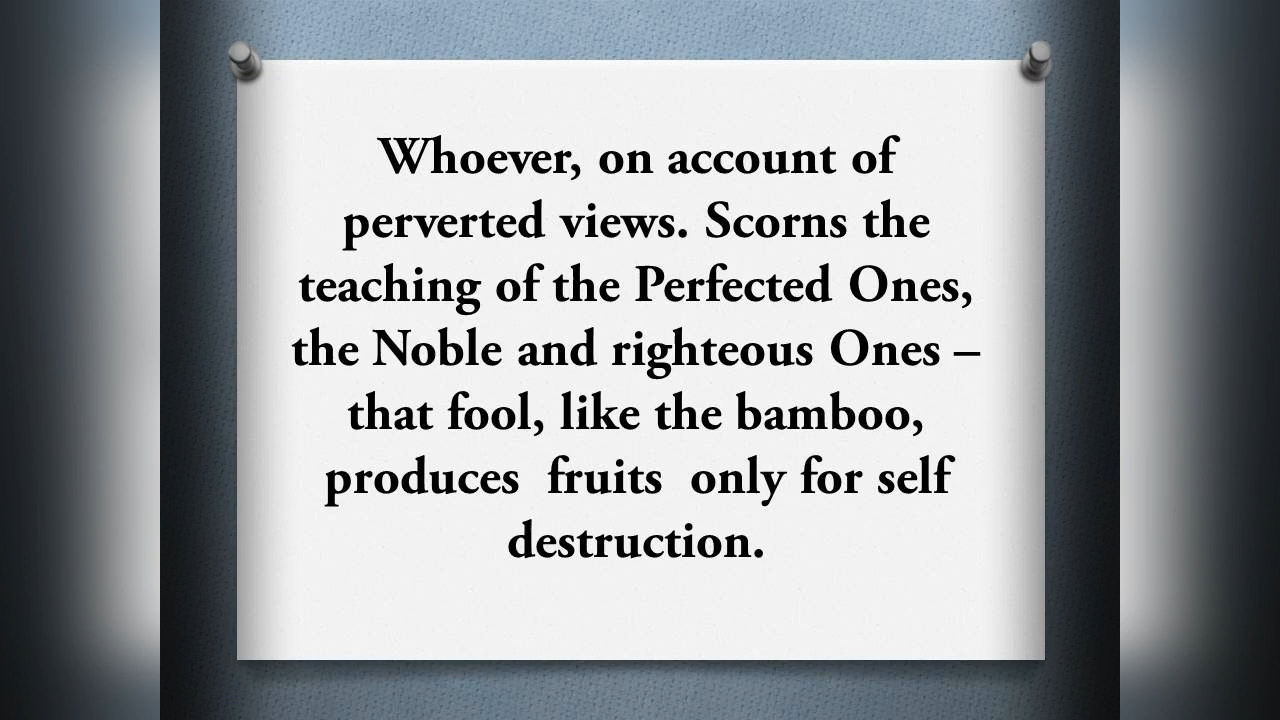 Whoever, on account of
perverted views. Scorns the
teaching of the Perfected Ones,
the Noble and righteous Ones –
that fool, like the bamboo,
produces  fruits  only for self
destruction.